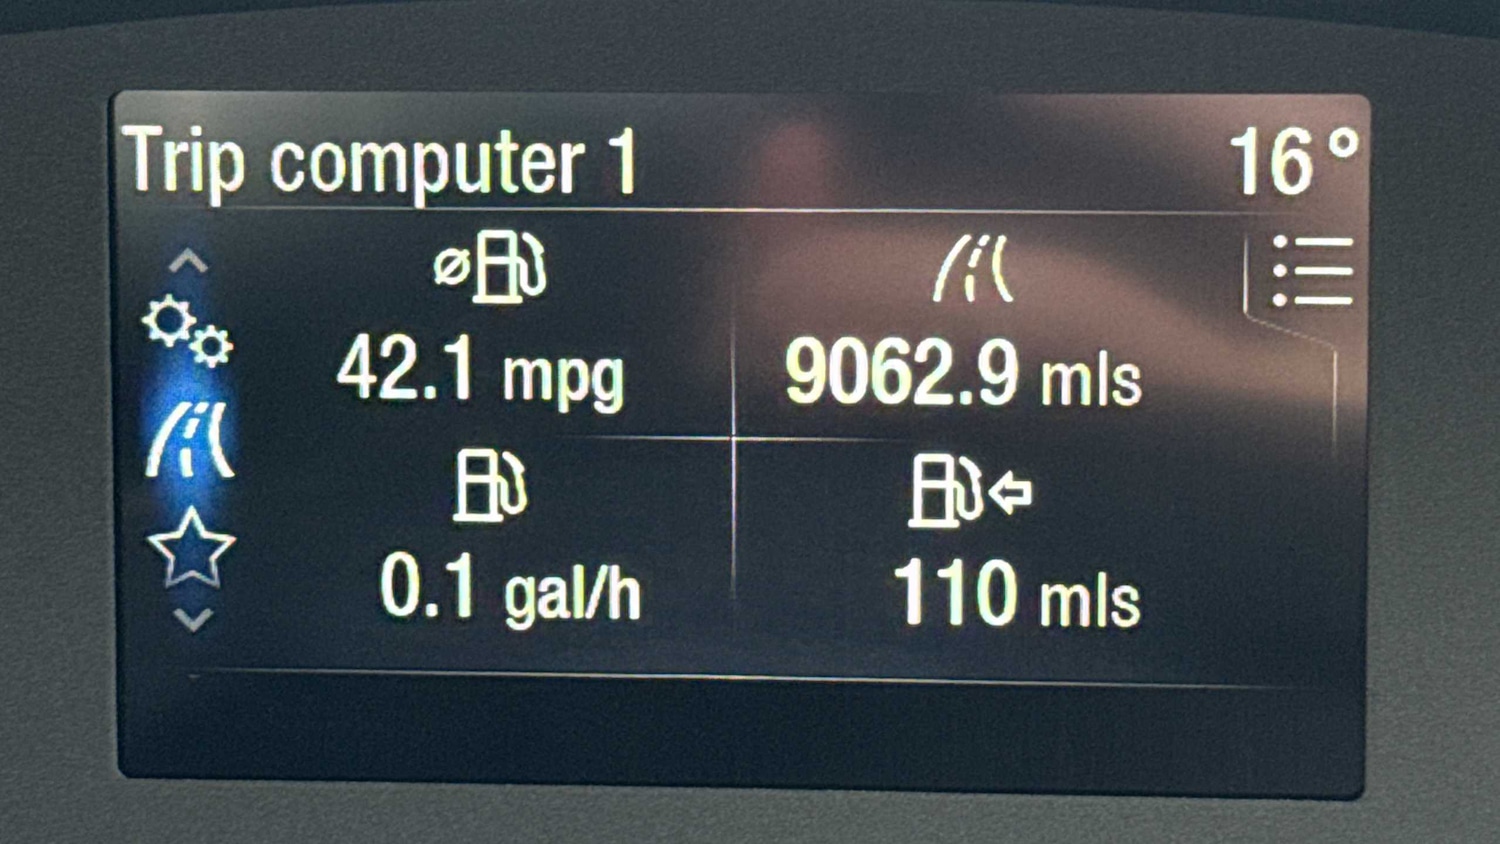 Trip computer 1 16°
42.1 mpg 9062.9 mls
0.1 gal/h 110 mls